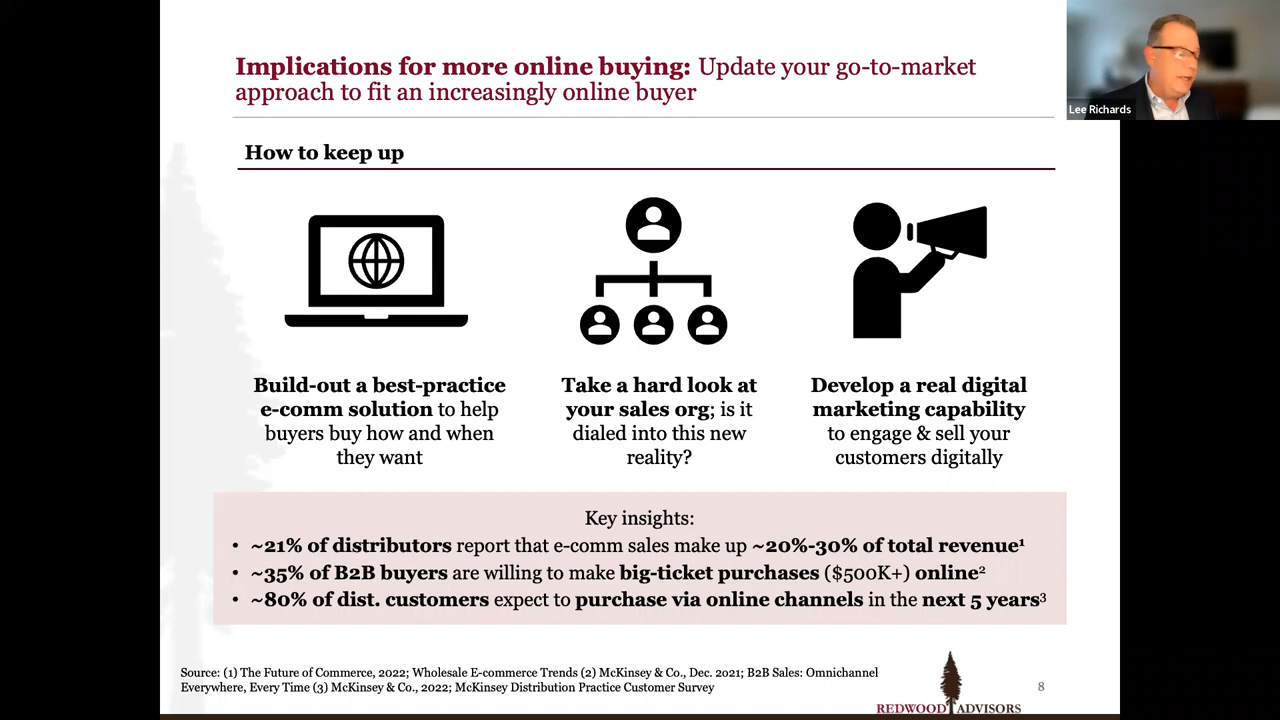 Implications for more online buying: Update your go-to-market
approach to fit an increasingly online buyer
Lee Richards
How to keep up
Build-out a best-practice
e-comm solution to help
buyers buy how and when
they want
Take a hard look at
your sales org; is it
dialed into this new
reality?
Develop a real digital
marketing capability
to engage & sell your
customers digitally
Key insights:
• ~21% of distributors report that e-comm sales make up ~20%-30% of total revenue¹
• ~35% of B2B buyers are willing to make big-ticket purchases ($500K+) online²
• ~80% of dist. customers expect to purchase via online channels in the next 5 years³
Source: (1) The Future of Commerce, 2022; Wholesale E-commerce Trends (2) McKinsey & Co., Dec. 2021; B2B Sales: Omnichannel
Everywhere, Every Time (3) McKinsey & Co., 2022; McKinsey Distribution Practice Customer Survey
REDWOOD ADVISORS
8